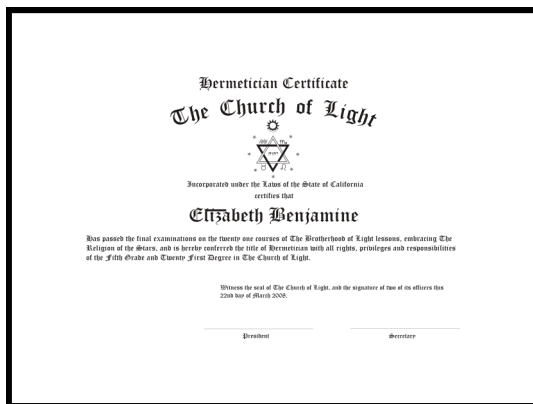 Hermetician Certificate
The Church of Light
Incorporated under the Laws of the State of California
certifies that
Elizabeth Benjamine
Has passed the final examinations on the twenty one courses of The Brotherhood of Light lessons, embracing The
Religion of the Stars, and is hereby conferred the title of Hermetician with all rights, privileges and responsibilities
of the Fifth Grade and Twenty First Degree in The Church of Light.
Witness the seal of The Church of Light, and the signature of two of its officers this
22nd day of March 2008.
President Secretary